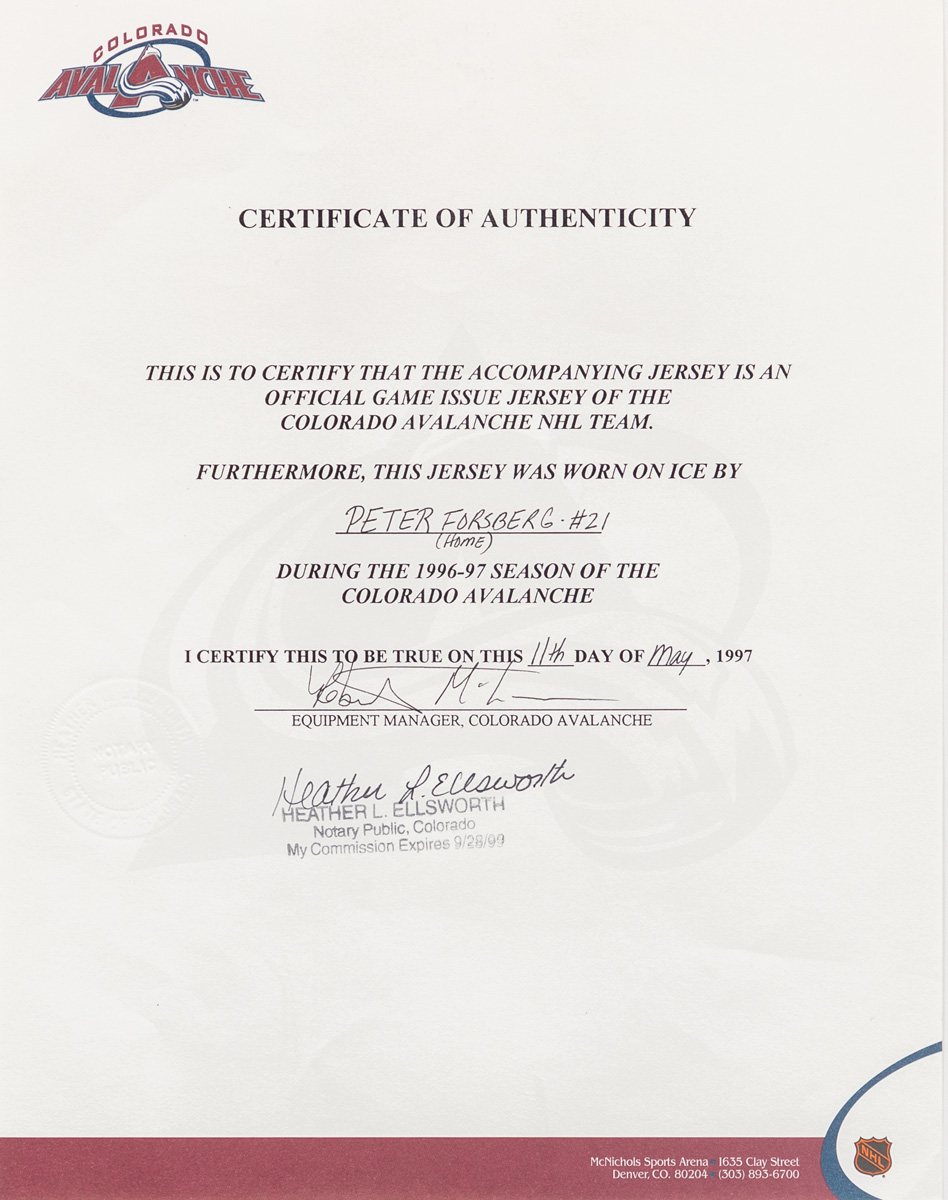 COLORADO
AVALANCHE
TM
CERTIFICATE OF AUTHENTICITY
THIS IS TO CERTIFY THAT THE ACCOMPANYING JERSEY IS AN
OFFICIAL GAME ISSUE JERSEY OF THE
COLORADO AVALANCHE NHL TEAM.
FURTHERMORE, THIS JERSEY WAS WORN ON ICE BY
PETER FORSBERG · #21
(HOME)
DURING THE 1996-97 SEASON OF THE
COLORADO AVALANCHE
I CERTIFY THIS TO BE TRUE ON THIS 11th DAY OF May, 1997
EQUIPMENT MANAGER, COLORADO AVALANCHE
NOTARY
PUBLIC
Heather L. Ellsworth
HEATHER L. ELLSWORTH
Notary Public, Colorado
My Commission Expires 9/28/99
McNichols Sports Arena 1635 Clay Street
Denver, CO. 80204 (303) 893-6700
NHL